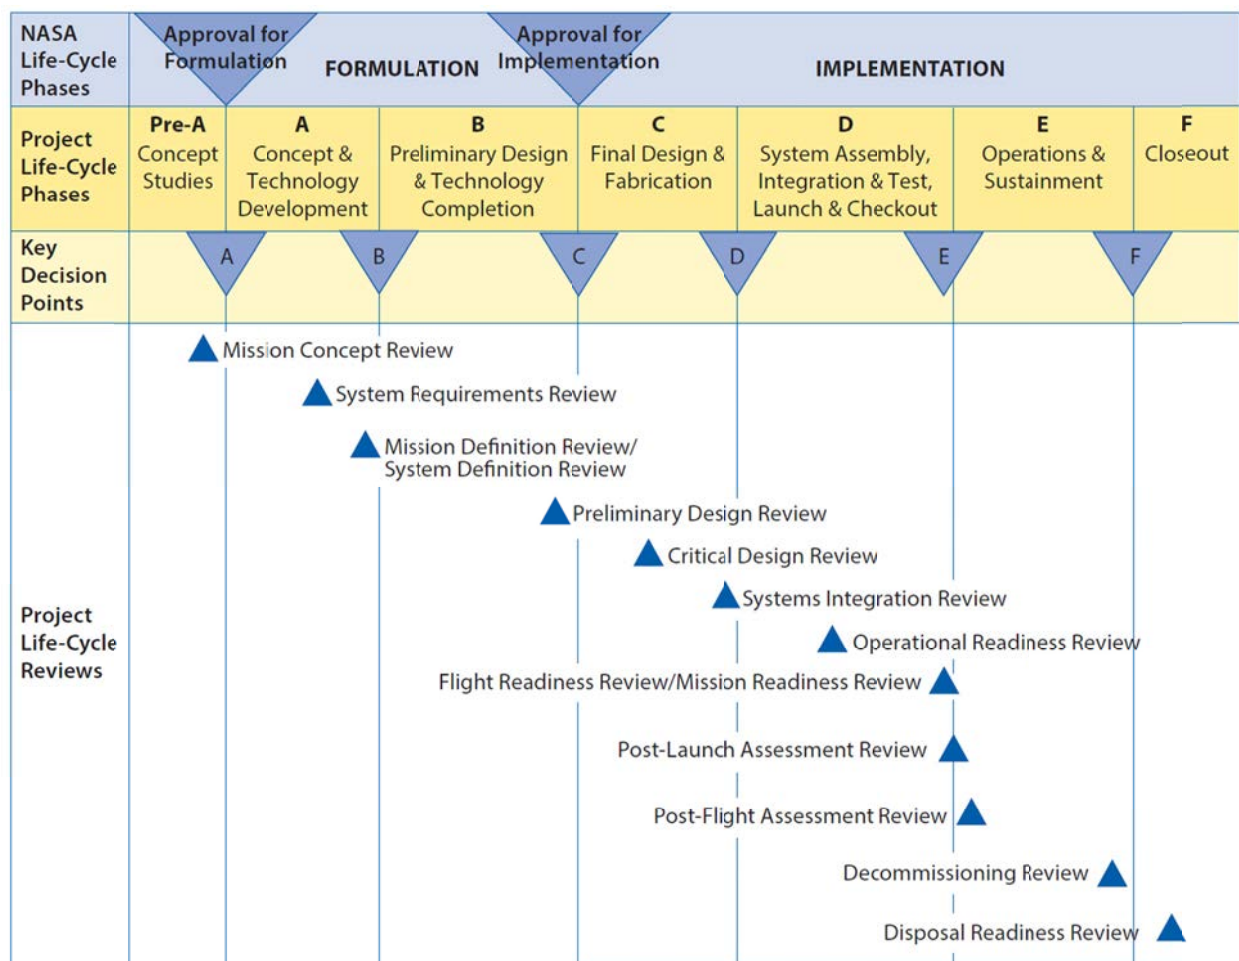 NASA
Life-Cycle
Phases
Approval for
Formulation
FORMULATION
Approval for
Implementation
IMPLEMENTATION
Project
Life-Cycle
Phases
Pre-A
Concept
Studies
A
Concept &
Technology
Development
B
Preliminary Design
& Technology
Completion
C
Final Design &
Fabrication
D
System Assembly,
Integration & Test,
Launch & Checkout
E
Operations &
Sustainment
F
Closeout
Key
Decision
Points
A
B
C
D
E
F
Project
Life-Cycle
Reviews
Mission Concept Review
System Requirements Review
Mission Definition Review/
System Definition Review
Preliminary Design Review
Critical Design Review
Systems Integration Review
Operational Readiness Review
Flight Readiness Review/Mission Readiness Review
Post-Launch Assessment Review
Post-Flight Assessment Review
Decommissioning Review
Disposal Readiness Review